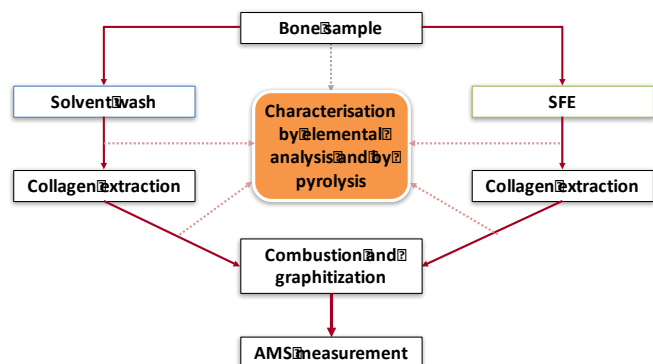 Bone sample
Solvent wash
SFE
Characterisation
by elemental
analysis and by
pyrolysis
Collagen extraction
Collagen extraction
Combustion and
graphitization
AMS measurement